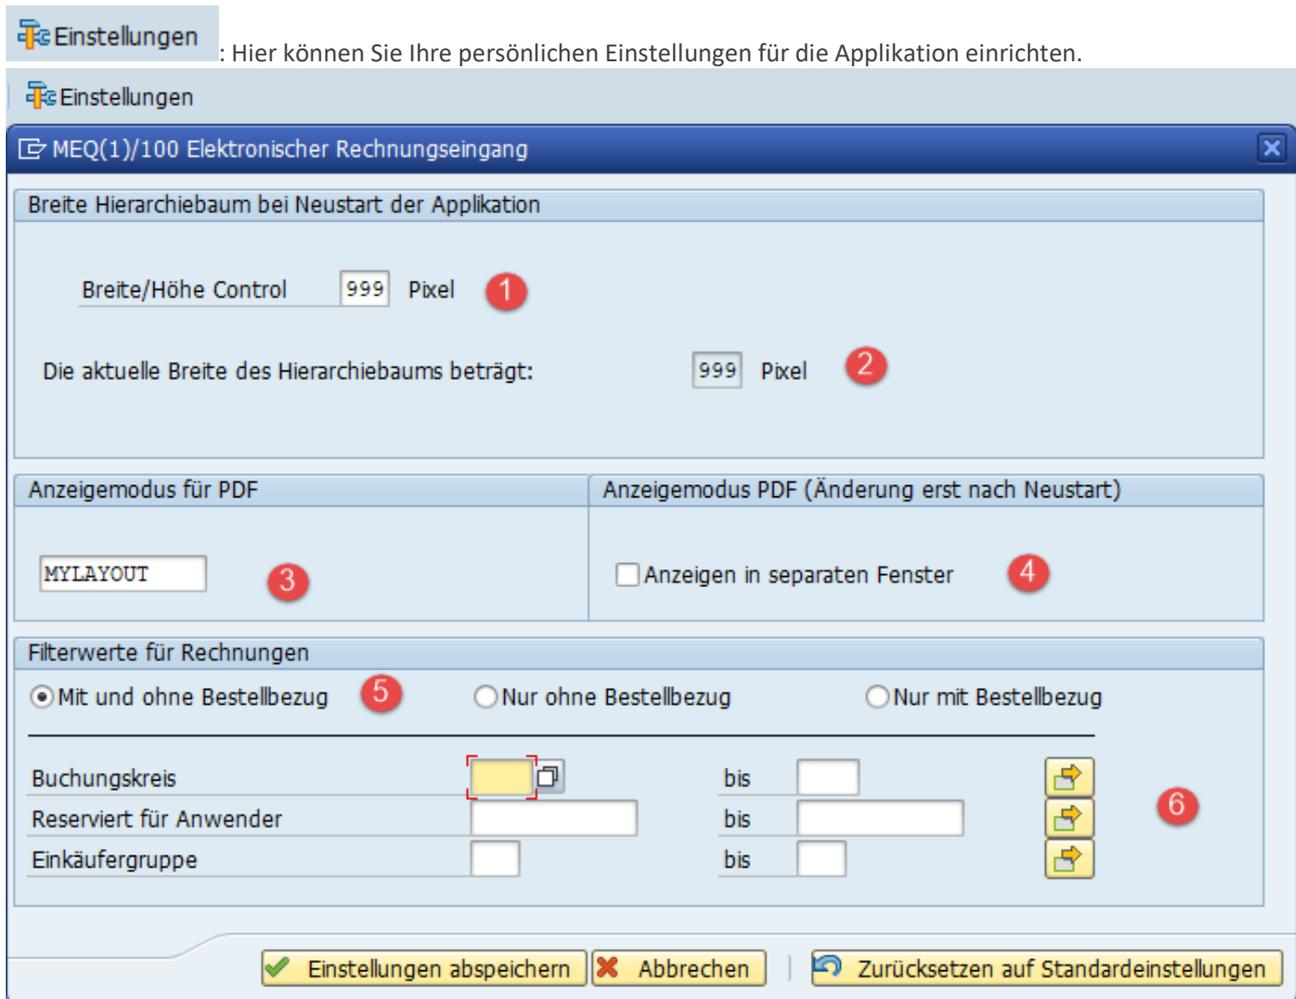 Einstellungen : Hier können Sie Ihre persönlichen Einstellungen für die Applikation einrichten.
Einstellungen
MEQ(1)/100 Elektronischer Rechnungseingang
Breite Hierarchiebaum bei Neustart der Applikation
Breite/Höhe Control 999 Pixel 1
Die aktuelle Breite des Hierarchiebaums beträgt: 999 Pixel 2
Anzeigemodus für PDF Anzeigemodus PDF (Änderung erst nach Neustart)
MYLAYOUT 3 Anzeigen in separaten Fenster 4
Filterwerte für Rechnungen
Mit und ohne Bestellbezug 5 Nur ohne Bestellbezug Nur mit Bestellbezug
Buchungskreis bis
Reserviert für Anwender bis 6
Einkäufergruppe bis
Einstellungen abspeichern Abbrechen Zurücksetzen auf Standardeinstellungen